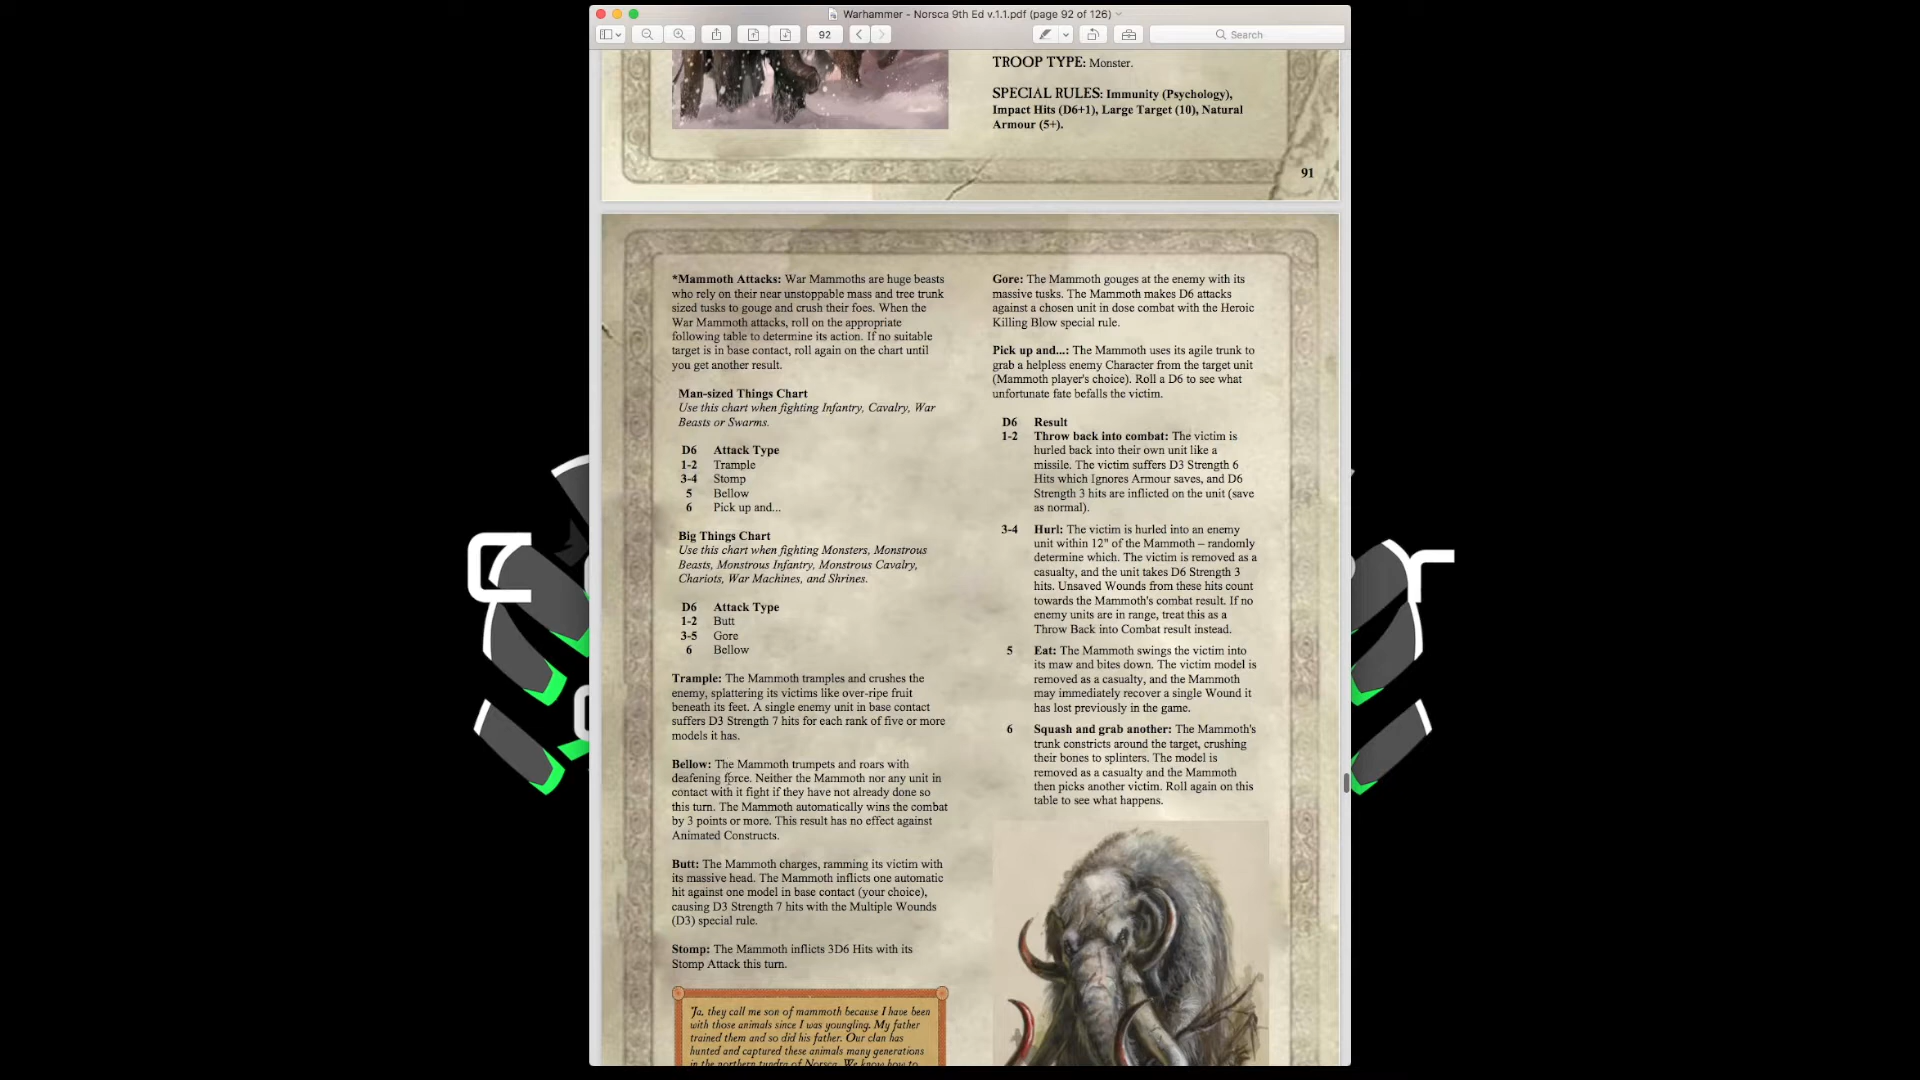 Warhammer - Norsca 9th Ed v.1.1.pdf (page 92 of 126)
92
Search
TROOP TYPE: Monster.
SPECIAL RULES: Immunity (Psychology),
Impact Hits (D6+1), Large Target (10), Natural
Armour (5+).
91
*Mammoth Attacks: War Mammoths are huge beasts
who rely on their near unstoppable mass and tree trunk
sized tusks to gouge and crush their foes. When the
War Mammoth attacks, roll on the appropriate
following table to determine its action. If no suitable
target is in base contact, roll again on the chart until
you get another result.
Man-sized Things Chart
Use this chart when fighting Infantry, Cavalry, War
Beasts or Swarms.
D6 Attack Type
1-2 Trample
3-4 Stomp
5 Bellow
6 Pick up and...
Big Things Chart
Use this chart when fighting Monsters, Monstrous
Beasts, Monstrous Infantry, Monstrous Cavalry,
Chariots, War Machines, and Shrines.
D6 Attack Type
1-2 Butt
3-5 Gore
6 Bellow
Trample: The Mammoth tramples and crushes the
enemy, splattering its victims like over-ripe fruit
beneath its feet. A single enemy unit in base contact
suffers D3 Strength 7 hits for each rank of five or more
models it has.
Bellow: The Mammoth trumpets and roars with
deafening force. Neither the Mammoth nor any unit in
contact with it fight if they have not already done so
this turn. The Mammoth automatically wins the combat
by 3 points or more. This result has no effect against
Animated Constructs.
Butt: The Mammoth charges, ramming its victim with
its massive head. The Mammoth inflicts one automatic
hit against one model in base contact (your choice),
causing D3 Strength 7 hits with the Multiple Wounds
(D3) special rule.
Stomp: The Mammoth inflicts 3D6 Hits with its
Stomp Attack this turn.
'Ja, they call me son of mammoth because I have been
with those animals since I was youngling. My father
trained them and so did his father. Our clan has
hunted and captured these animals many generations
in the northern tundra of Norsca. We know how to
Gore: The Mammoth gouges at the enemy with its
massive tusks. The Mammoth makes D6 attacks
against a chosen unit in dose combat with the Heroic
Killing Blow special rule.
Pick up and...: The Mammoth uses its agile trunk to
grab a helpless enemy Character from the target unit
(Mammoth player's choice). Roll a D6 to see what
unfortunate fate befalls the victim.
D6 Result
1-2 Throw back into combat: The victim is
hurled back into their own unit like a
missile. The victim suffers D3 Strength 6
Hits which Ignores Armour saves, and D6
Strength 3 hits are inflicted on the unit (save
as normal).
3-4 Hurl: The victim is hurled into an enemy
unit within 12" of the Mammoth – randomly
determine which. The victim is removed as a
casualty, and the unit takes D6 Strength 3
hits. Unsaved Wounds from these hits count
towards the Mammoth's combat result. If no
enemy units are in range, treat this as a
Throw Back into Combat result instead.
5 Eat: The Mammoth swings the victim into
its maw and bites down. The victim model is
removed as a casualty, and the Mammoth
may immediately recover a single Wound it
has lost previously in the game.
6 Squash and grab another: The Mammoth's
trunk constricts around the target, crushing
their bones to splinters. The model is
removed as a casualty and the Mammoth
then picks another victim. Roll again on this
table to see what happens.